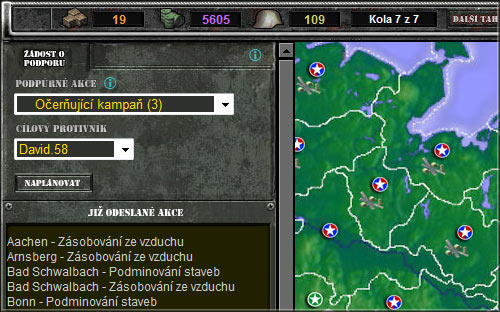 19 5605 109 Kola 7 z 7 DALŠÍ TAH
ŽÁDOST O
PODPORU
PODPURNÉ AKCE
Očerňující kampaň (3)
CÍLOVÝ PROTIVNÍK
David.58
NAPLÁNOVAT
JIŽ ODESLANÉ AKCE
Aachen - Zásobování ze vzduchu
Arnsberg - Zásobování ze vzduchu
Bad Schwalbach - Podminování staveb
Bad Schwalbach - Zásobování ze vzduchu
Bonn - Podminování staveb